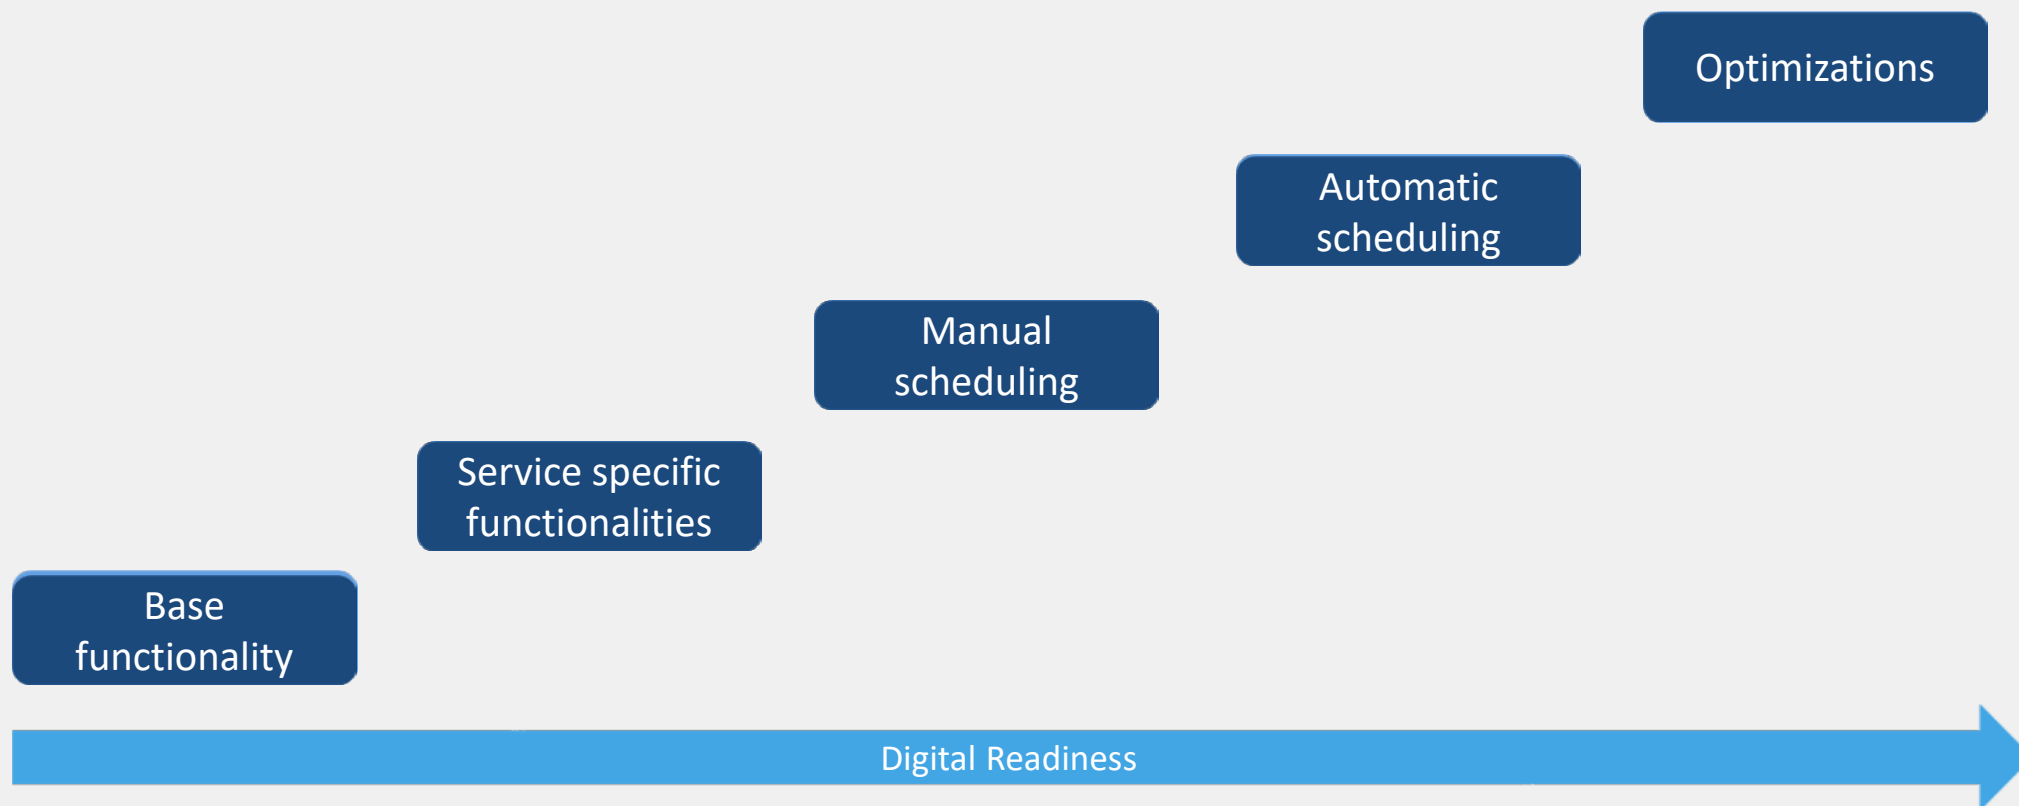 Optimizations
Automatic
scheduling
Manual
scheduling
Service specific
functionalities
Base
functionality
Digital Readiness